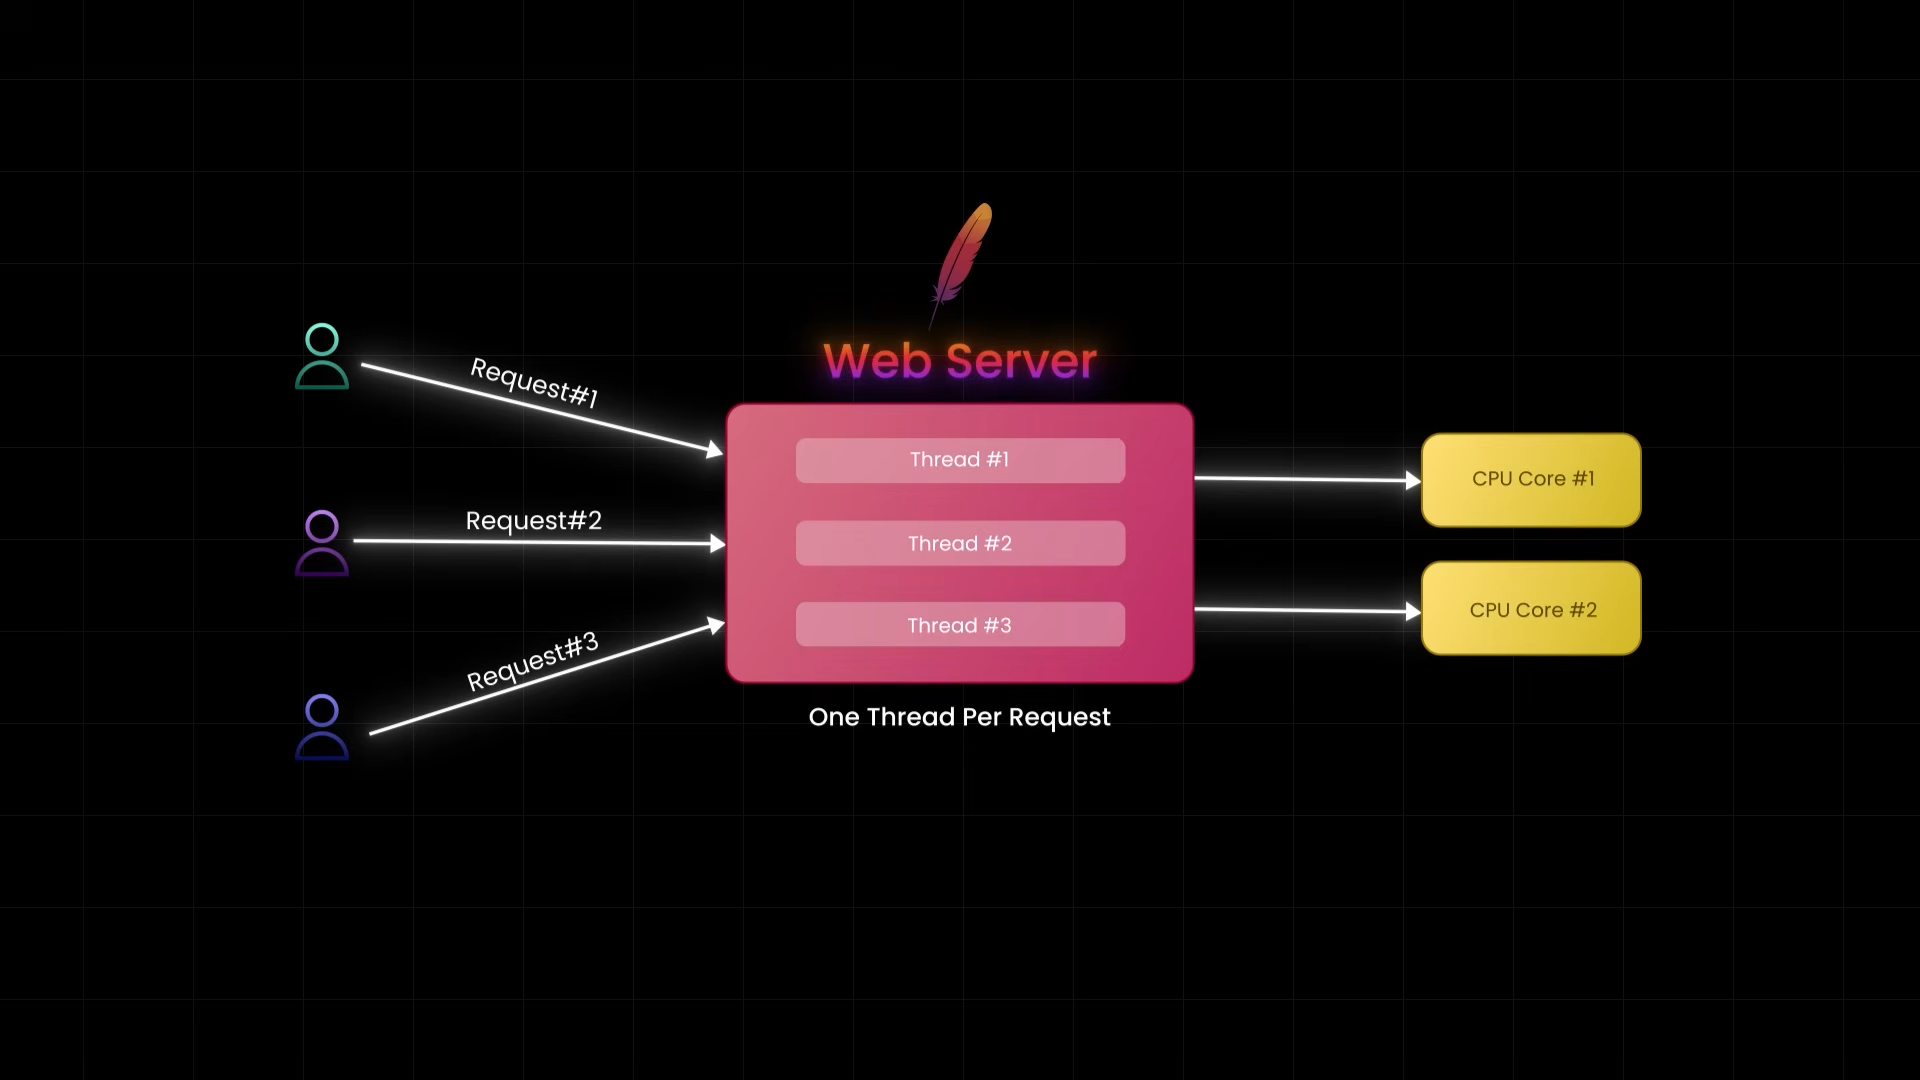 Web Server
Request#1
Request#2
Request#3
Thread #1
Thread #2
Thread #3
One Thread Per Request
CPU Core #1
CPU Core #2